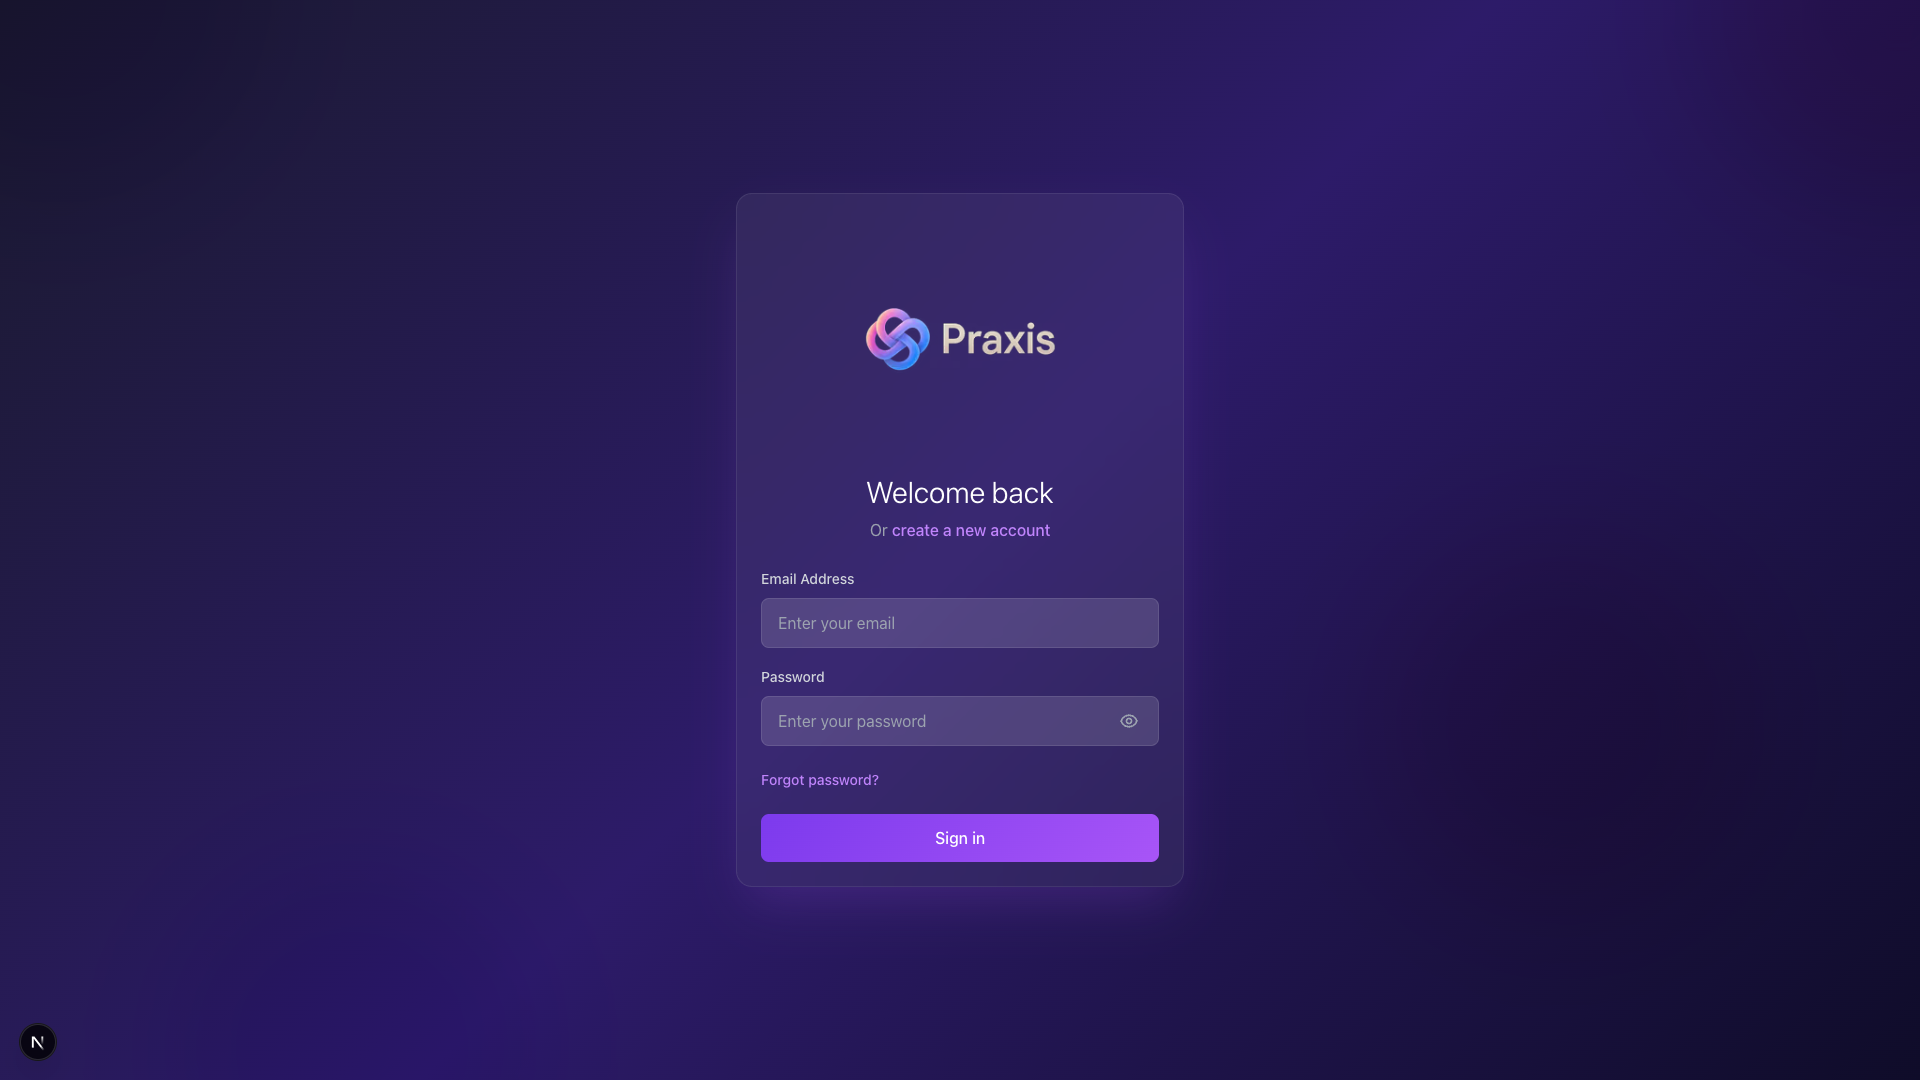 Praxis
Welcome back
Or create a new account
Email Address
Enter your email
Password
Enter your password
Forgot password?
Sign in
N